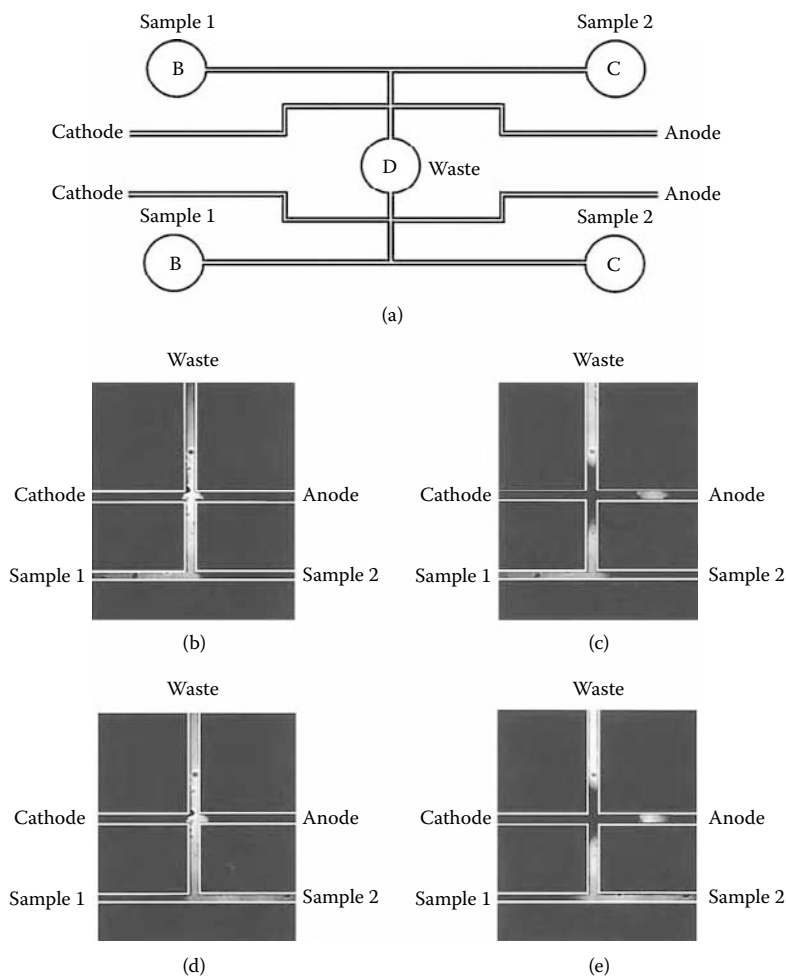 Sample 1 Sample 2
B C
Cathode Anode
D Waste
Cathode Anode
Sample 1 Sample 2
B C
(a)
Waste Waste
Cathode Anode Cathode Anode
Sample 1 Sample 2 Sample 1 Sample 2
(b) (c)
Waste Waste
Cathode Anode Cathode Anode
Sample 1 Sample 2 Sample 1 Sample 2
(d) (e)